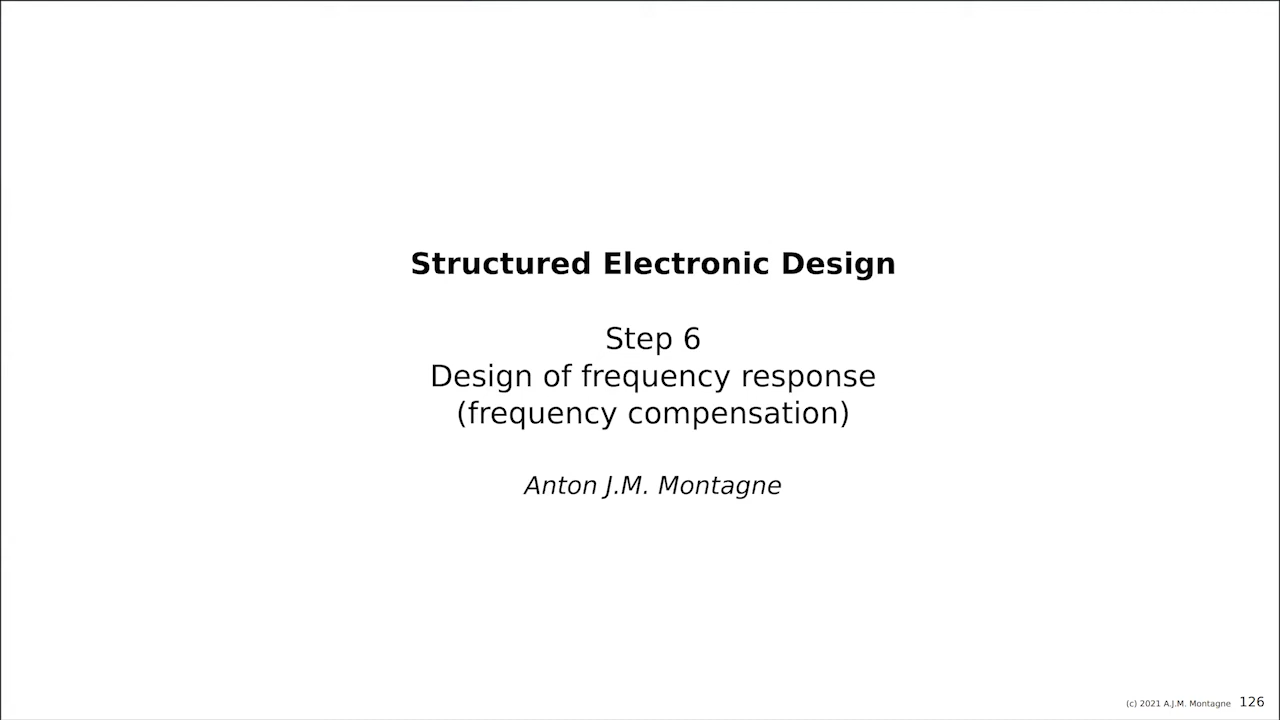 Structured Electronic Design
Step 6
Design of frequency response
(frequency compensation)
Anton J.M. Montagne
(c) 2021 A.J.M. Montagne 126